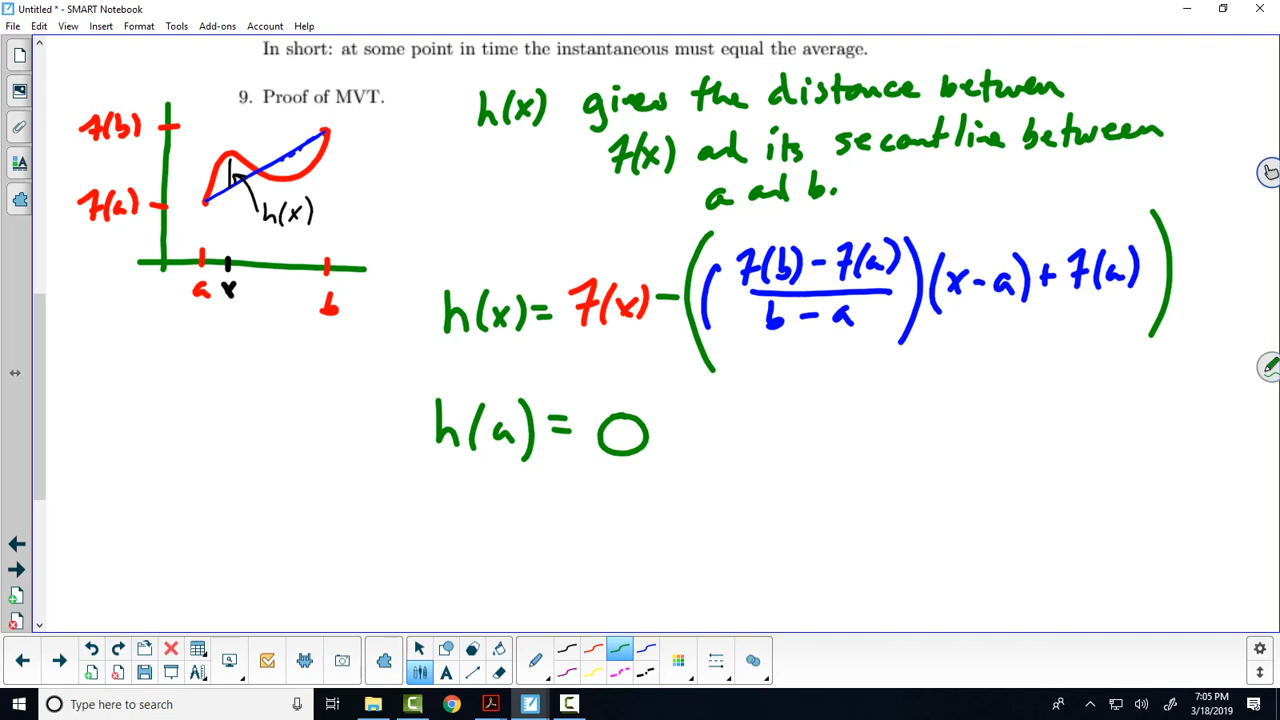 Untitled * - SMART Notebook
File Edit View Insert Format Tools Add-ons Account Help
In short: at some point in time the instantaneous must equal the average.
9. Proof of MVT.
h(x) gives the distance between
f(x) and its secant line between
a and b.
f(b)
f(a)
h(x)
a x b
h(x) = f(x) - ( ( f(b) - f(a) / b - a ) (x - a) + f(a) )
h(a) = 0
Type here to search
7:05 PM
3/18/2019